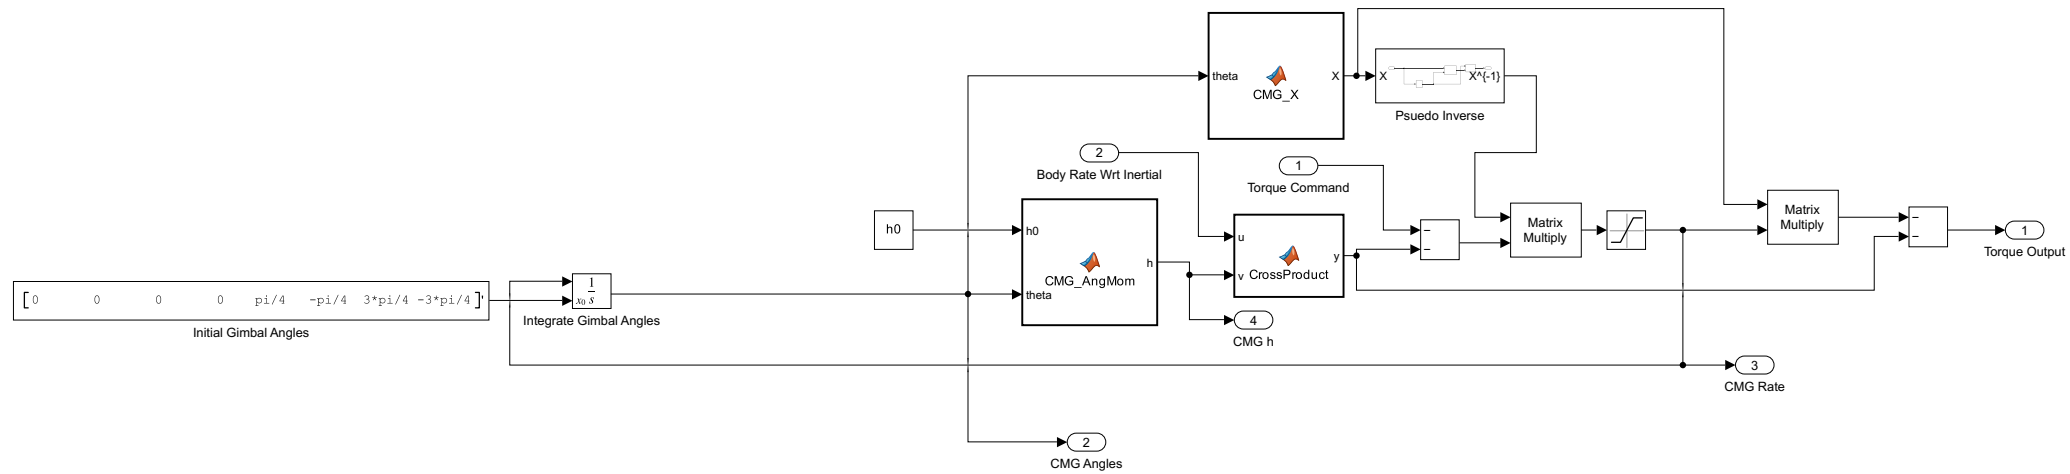 theta
X
CMG_X
X
X^{-1}
Psuedo Inverse
2
Body Rate Wrt Inertial
1
Torque Command
h0
h0
h
CMG_AngMom
theta
u
y
v
CrossProduct
−
−
Matrix
Multiply
Matrix
Multiply
−
−
1
Torque Output
[0 0 0 0 pi/4 -pi/4 3*pi/4 -3*pi/4]'
Initial Gimbal Angles
1
s
x0
Integrate Gimbal Angles
4
CMG h
3
CMG Rate
2
CMG Angles